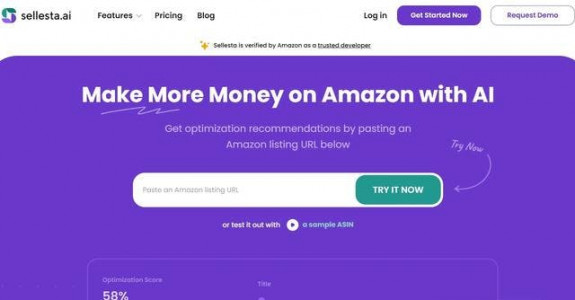 sellesta.ai Features Pricing Blog Log in Get Started Now Request Demo
Sellesta is verified by Amazon as a trusted developer
Make More Money on Amazon with AI
Get optimization recommendations by pasting an
Amazon listing URL below
Try Now
Paste an Amazon listing URL TRY IT NOW
or test it out with a sample ASIN
Optimization Score
Title
58%